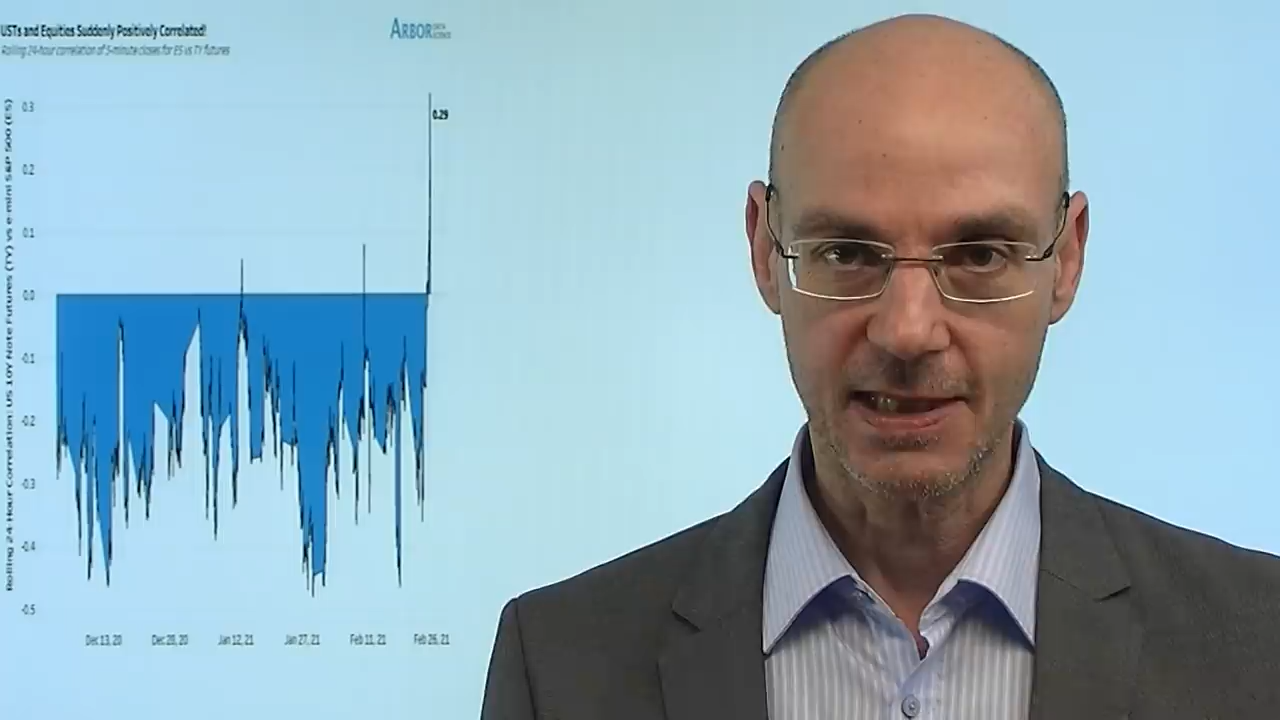 USTs and Equities Suddenly Positively Correlated!
Rolling 24-hour correlation of 5-minute closes for ES vs TY futures
ARBOR DATA SCIENCE
Rolling 24-Hour Correlation: US 10Y Note Futures (TY) vs e-mini S&P 500 (ES)
0.3
0.29
0.2
0.1
0.0
-0.1
-0.2
-0.3
-0.4
-0.5
Dec 13, 20
Dec 28, 20
Jan 12, 21
Jan 27, 21
Feb 11, 21
Feb 26, 21